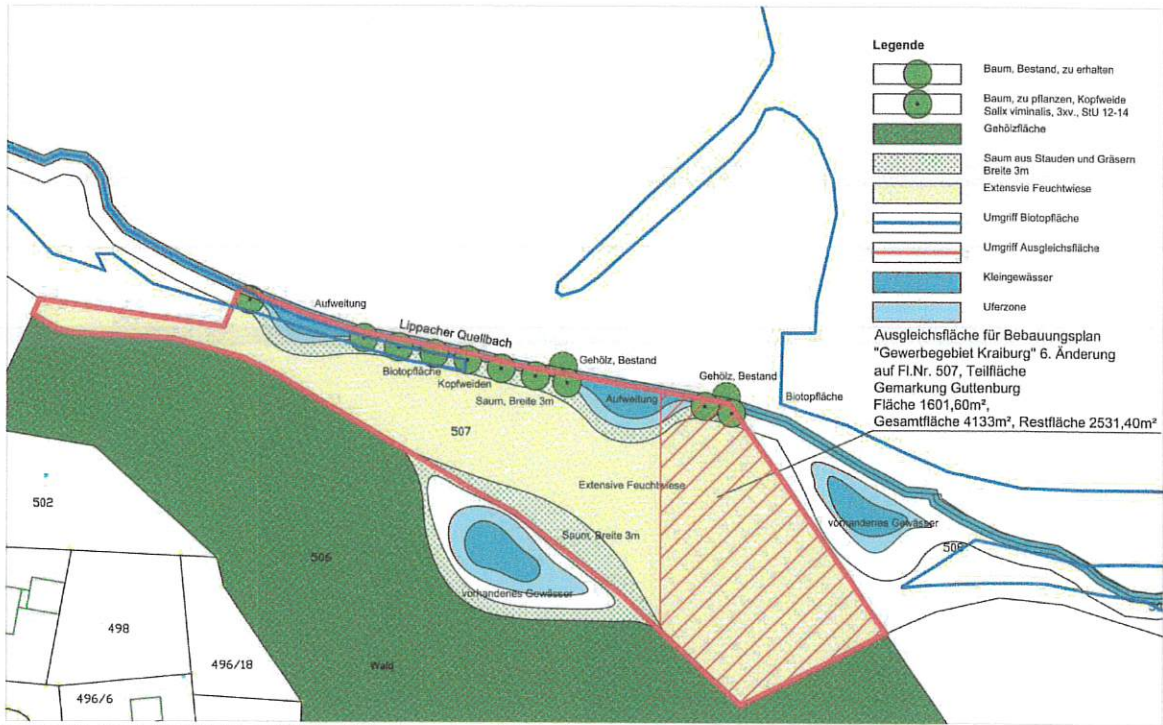 Legende
Baum, Bestand, zu erhalten
Baum, zu pflanzen, Kopfweide
Salix viminalis, 3xv., StU 12-14
Gehölzfläche
Saum aus Stauden und Gräsern
Breite 3m
Extensvie Feuchtwiese
Umgriff Biotopfläche
Umgriff Ausgleichsfläche
Kleingewässer
Uferzone
Ausgleichsfläche für Bebauungsplan
"Gewerbegebiet Kraiburg" 6. Änderung
auf Fl.Nr. 507, Teilfläche
Gemarkung Guttenburg
Fläche 1601,60m²,
Gesamtfläche 4133m², Restfläche 2531,40m²
Aufweitung
Lippacher Quellbach
Gehölz, Bestand
Biotopfläche
Kopfweiden
Saum, Breite 3m
Aufweitung
Gehölz, Bestand
Biotopfläche
507
Extensive Feuchtwiese
Saum, Breite 3m
vorhandenes Gewässer
vorhandenes Gewässer
502
506
498
496/18
496/6
Wald